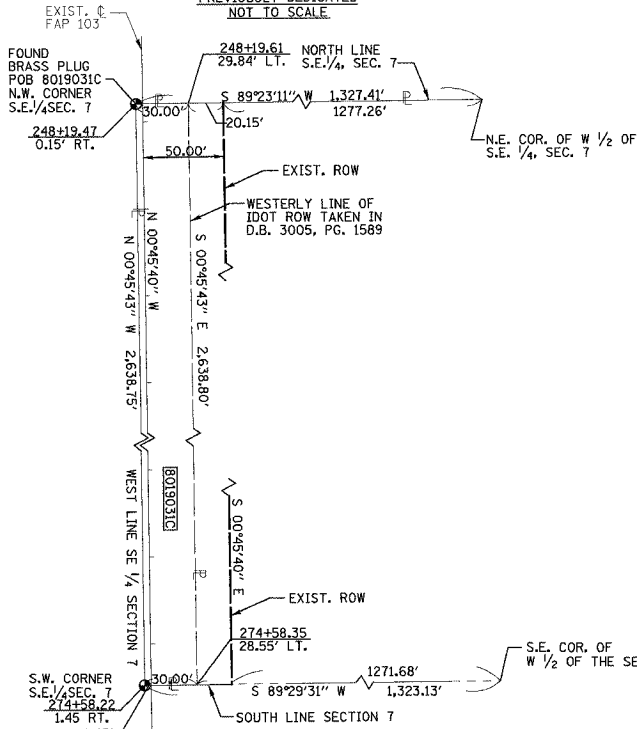 PREVIOUSLY DEDICATED
NOT TO SCALE
EXIST. ℄
FAP 103
FOUND
BRASS PLUG
POB 8019031C
N.W. CORNER
S.E.¼SEC. 7
248+19.47
0.15' RT.
248+19.61
29.84' LT.
NORTH LINE
S.E.¼, SEC. 7
30.00'
S 89°23'11" W 1,327.41'
1277.26'
20.15'
50.00'
N.E. COR. OF W ½ OF
S.E. ¼, SEC. 7
EXIST. ROW
WESTERLY LINE OF
IDOT ROW TAKEN IN
D.B. 3005, PG. 1589
N 00°45'40" W
N 00°45'43" W 2,638.75'
S 00°45'43" E 2,638.80'
WEST LINE SE ¼ SECTION 7
8019031C
S 00°45'40" E
EXIST. ROW
274+58.35
28.55' LT.
S.W. CORNER
S.E.¼SEC. 7
274+58.22
1.45 RT.
30.00'
1271.68'
S 89°29'31" W 1,323.13'
S.E. COR. OF
W ½ OF THE SE
SOUTH LINE SECTION 7